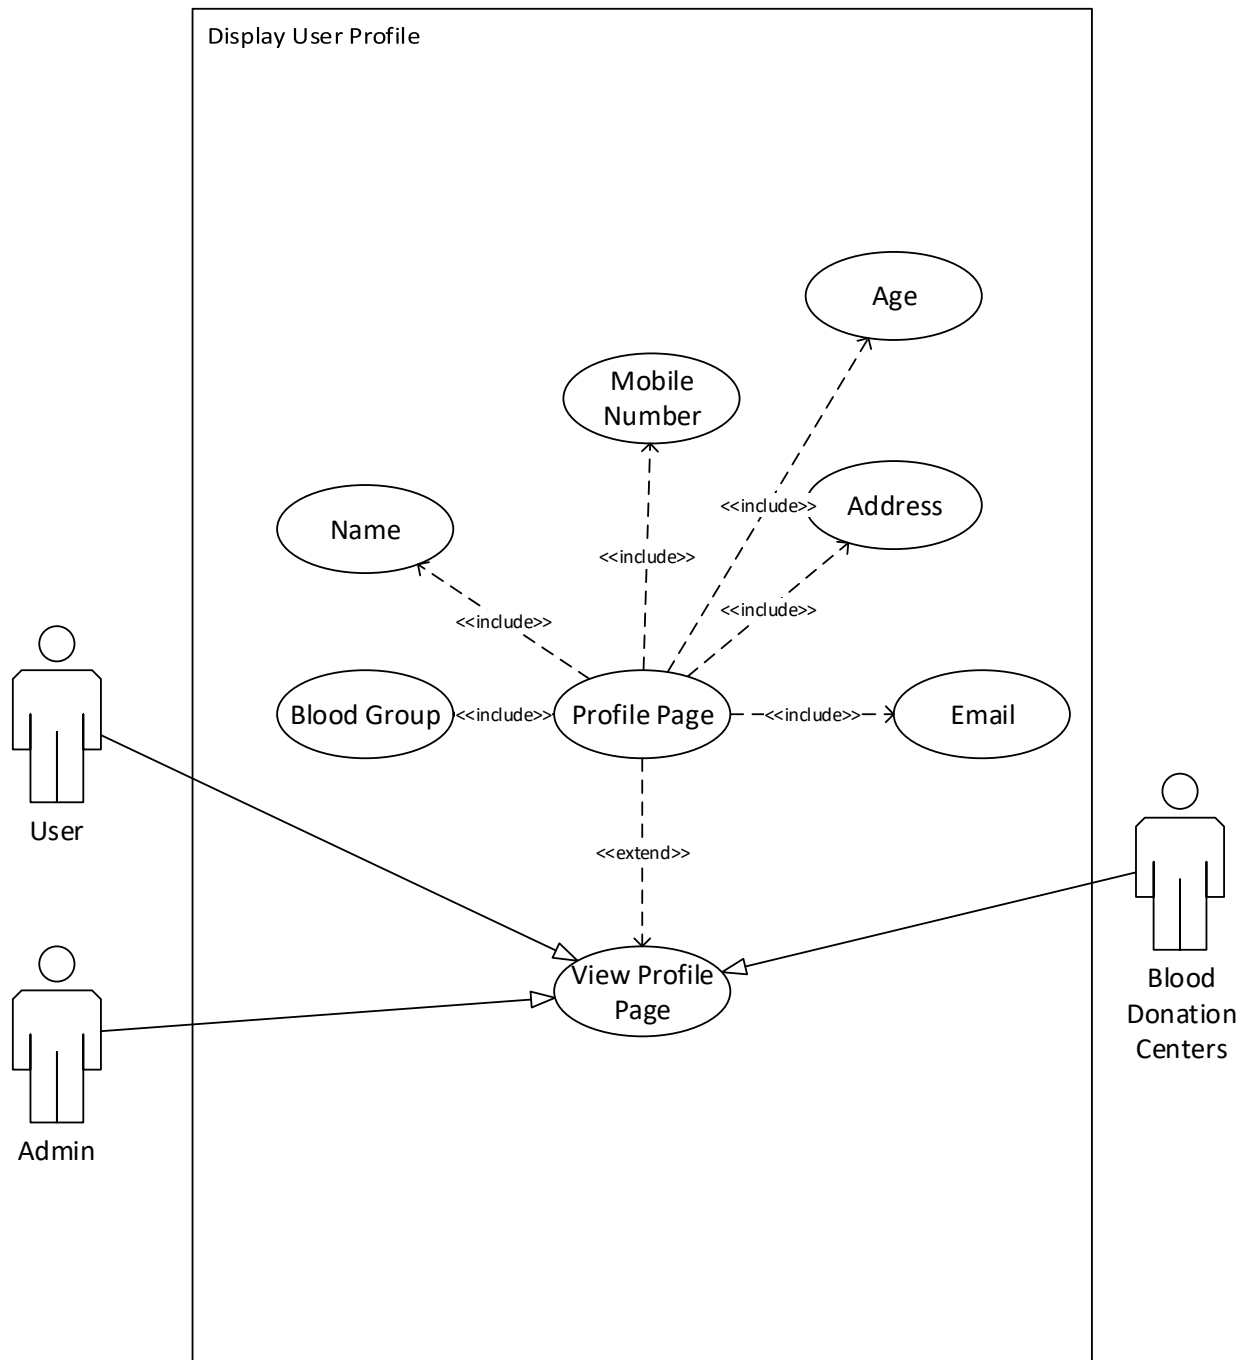 Display User Profile
Age
Mobile
Number
<<include>>
Address
Name
<<include>>
<<include>>
<<include>>
Blood Group
<<include>>
Profile Page
<<include>>
Email
User
<<extend>>
View Profile
Page
Blood
Donation
Centers
Admin